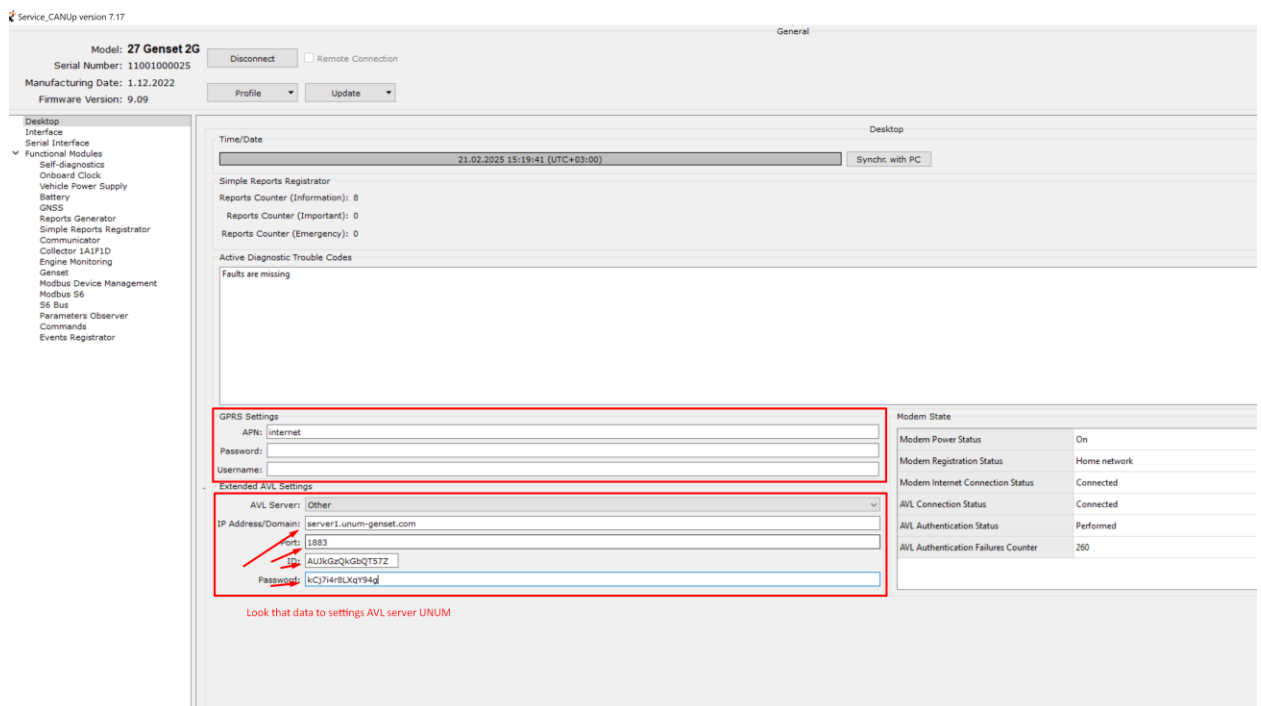 Service_CANUp version 7.17
General
Model: 27 Genset 2G
Disconnect
Remote Connection
Serial Number: 11001000025
Manufacturing Date: 1.12.2022
Profile
Update
Firmware Version: 9.09
Desktop
Interface
Serial Interface
Functional Modules
Self-diagnostics
Onboard Clock
Vehicle Power Supply
Battery
GNSS
Reports Generator
Simple Reports Registrator
Communicator
Collector 1A1F1D
Engine Monitoring
Genset
Modbus Device Management
Modbus S6
S6 Bus
Parameters Observer
Commands
Events Registrator
Desktop
Time/Date
21.02.2025 15:19:41 (UTC+03:00)
Synchr. with PC
Simple Reports Registrator
Reports Counter (Information): 8
Reports Counter (Important): 0
Reports Counter (Emergency): 0
Active Diagnostic Trouble Codes
Faults are missing
GPRS Settings
APN: internet
Password:
Username:
Extended AVL Settings
AVL Server: Other
IP Address/Domain: server1.unum-genset.com
Port: 1883
ID: AUJkGzQkGbQT57Z
Password: kCj7i4r8LXqY94g
Look that data to settings AVL server UNUM
Modem State
Modem Power Status On
Modem Registration Status Home network
Modem Internet Connection Status Connected
AVL Connection Status Connected
AVL Authentication Status Performed
AVL Authentication Failures Counter 260